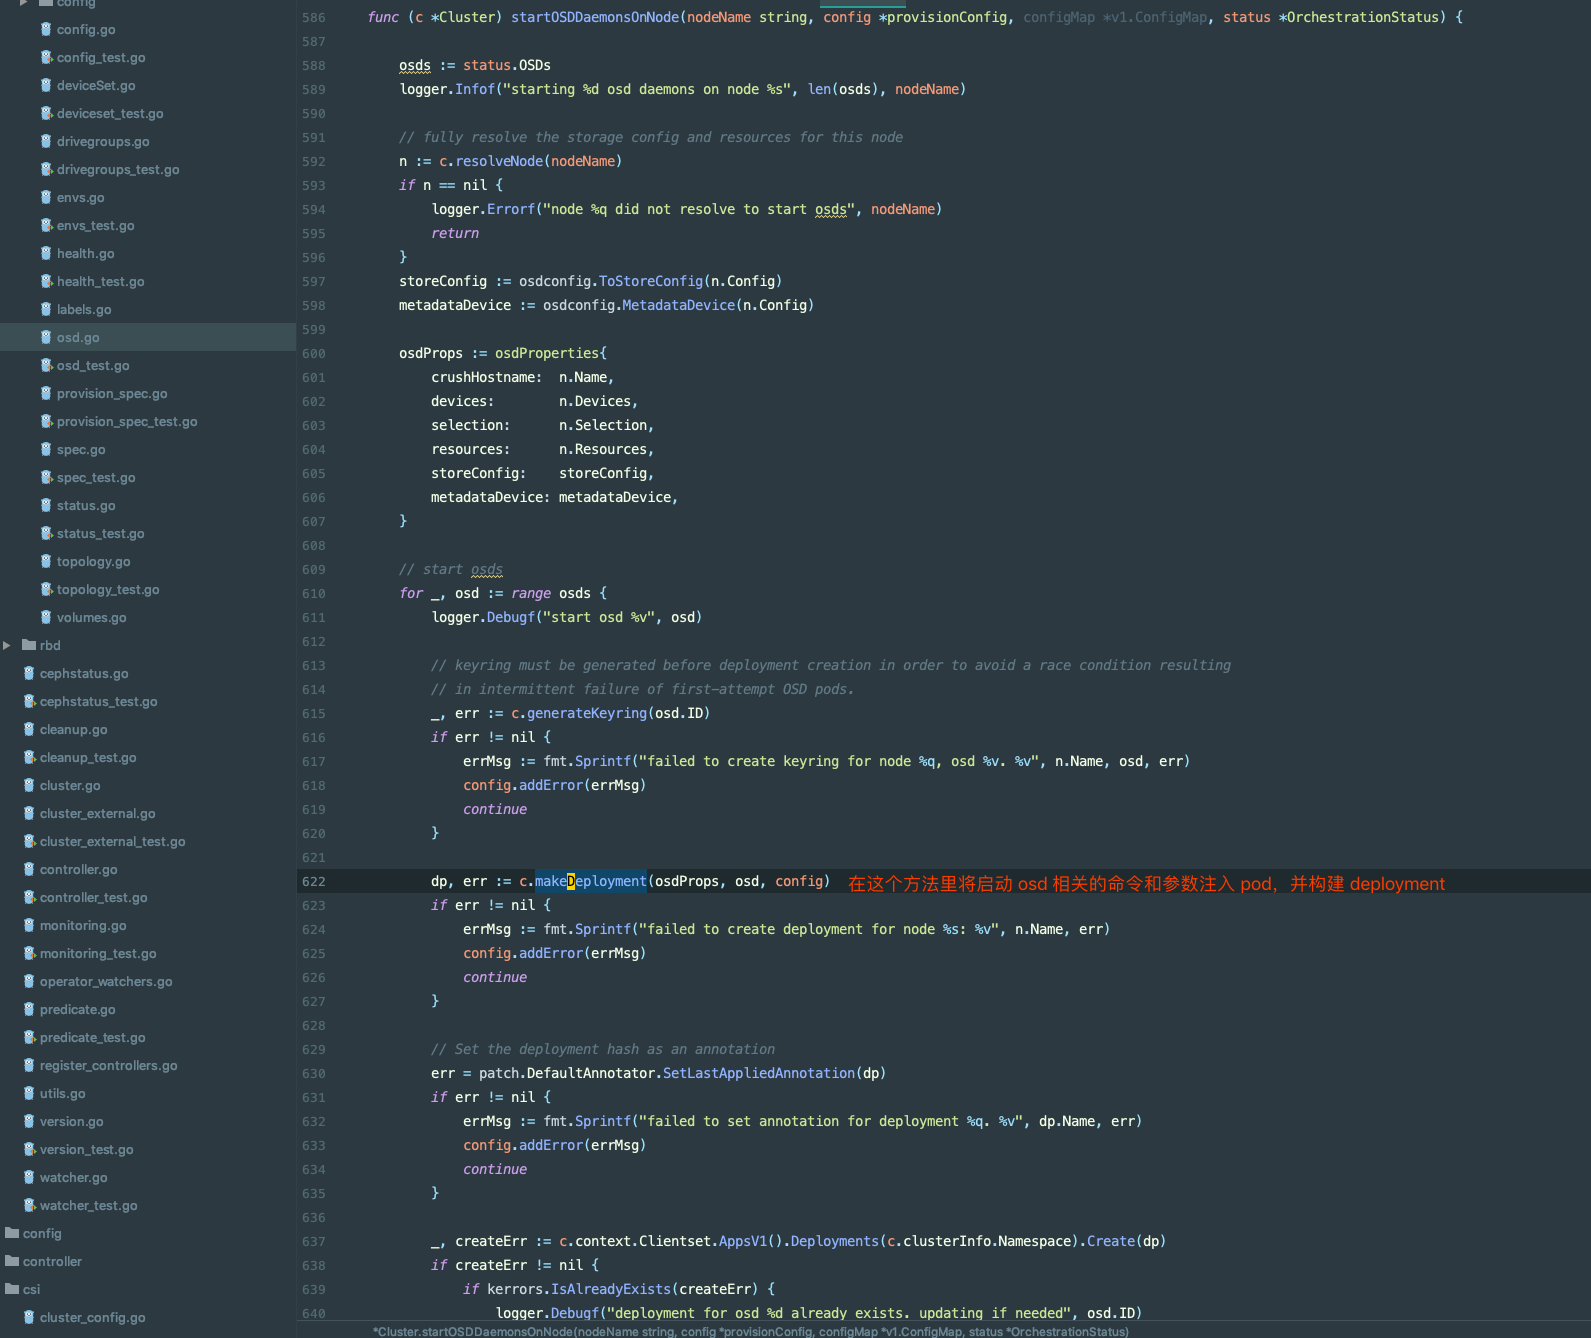 config
config.go
config_test.go
deviceSet.go
deviceset_test.go
drivegroups.go
drivegroups_test.go
envs.go
envs_test.go
health.go
health_test.go
labels.go
osd.go
osd_test.go
provision_spec.go
provision_spec_test.go
spec.go
spec_test.go
status.go
status_test.go
topology.go
topology_test.go
volumes.go
rbd
cephstatus.go
cephstatus_test.go
cleanup.go
cleanup_test.go
cluster.go
cluster_external.go
cluster_external_test.go
controller.go
controller_test.go
monitoring.go
monitoring_test.go
operator_watchers.go
predicate.go
predicate_test.go
register_controllers.go
utils.go
version.go
version_test.go
watcher.go
watcher_test.go
config
controller
csi
cluster_config.go
586 func (c *Cluster) startOSDDaemonsOnNode(nodeName string, config *provisionConfig, configMap *v1.ConfigMap, status *OrchestrationStatus) {
587
588 osds := status.OSDs
589 logger.Infof("starting %d osd daemons on node %s", len(osds), nodeName)
590
591 // fully resolve the storage config and resources for this node
592 n := c.resolveNode(nodeName)
593 if n == nil {
594 logger.Errorf("node %q did not resolve to start osds", nodeName)
595 return
596 }
597 storeConfig := osdconfig.ToStoreConfig(n.Config)
598 metadataDevice := osdconfig.MetadataDevice(n.Config)
599
600 osdProps := osdProperties{
601 crushHostname: n.Name,
602 devices: n.Devices,
603 selection: n.Selection,
604 resources: n.Resources,
605 storeConfig: storeConfig,
606 metadataDevice: metadataDevice,
607 }
608
609 // start osds
610 for _, osd := range osds {
611 logger.Debugf("start osd %v", osd)
612
613 // keyring must be generated before deployment creation in order to avoid a race condition resulting
614 // in intermittent failure of first-attempt OSD pods.
615 _, err := c.generateKeyring(osd.ID)
616 if err != nil {
617 errMsg := fmt.Sprintf("failed to create keyring for node %q, osd %v. %v", n.Name, osd, err)
618 config.addError(errMsg)
619 continue
620 }
621
622 dp, err := c.makeDeployment(osdProps, osd, config) 在这个方法里将启动 osd 相关的命令和参数注入 pod，并构建 deployment
623 if err != nil {
624 errMsg := fmt.Sprintf("failed to create deployment for node %s: %v", n.Name, err)
625 config.addError(errMsg)
626 continue
627 }
628
629 // Set the deployment hash as an annotation
630 err = patch.DefaultAnnotator.SetLastAppliedAnnotation(dp)
631 if err != nil {
632 errMsg := fmt.Sprintf("failed to set annotation for deployment %q. %v", dp.Name, err)
633 config.addError(errMsg)
634 continue
635 }
636
637 _, createErr := c.context.Clientset.AppsV1().Deployments(c.clusterInfo.Namespace).Create(dp)
638 if createErr != nil {
639 if kerrors.IsAlreadyExists(createErr) {
640 logger.Debugf("deployment for osd %d already exists. updating if needed", osd.ID)
*Cluster.startOSDDaemonsOnNode(nodeName string, config *provisionConfig, configMap *v1.ConfigMap, status *OrchestrationStatus)